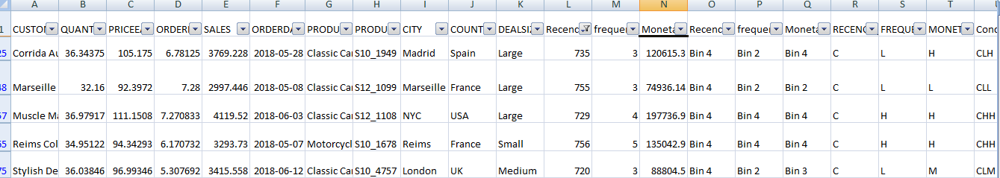 A B C D E F G H I J K L M N O P Q R S T
1 CUSTO QUANT PRICEE ORDERI SALES ORDERDA PRODU PRODU CITY COUNT DEALSIZ Recenc frequen Moneta Recenc frequen Moneta RECENC FREQUE MONET Conc
25 Corrida Au 36.34375 105.175 6.78125 3769.228 2018-05-28 Classic Car S10_1949 Madrid Spain Large 735 3 120615.3 Bin 4 Bin 2 Bin 4 C L H CLH
48 Marseille 32.16 92.3972 7.28 2997.446 2018-05-08 Classic Car S12_1099 Marseille France Large 755 3 74936.14 Bin 4 Bin 2 Bin 2 C L L CLL
57 Muscle Ma 36.97917 111.1508 7.270833 4119.52 2018-06-03 Classic Car S12_1108 NYC USA Large 729 4 197736.9 Bin 4 Bin 4 Bin 4 C H H CHH
65 Reims Col 34.95122 94.34293 6.170732 3293.73 2018-05-07 Motorcycl S10_1678 Reims France Small 756 5 135042.9 Bin 4 Bin 4 Bin 4 C H H CHH
75 Stylish De 36.03846 96.99346 5.307692 3415.558 2018-06-12 Classic Car S10_4757 London UK Medium 720 3 88804.5 Bin 4 Bin 2 Bin 3 C L M CLM